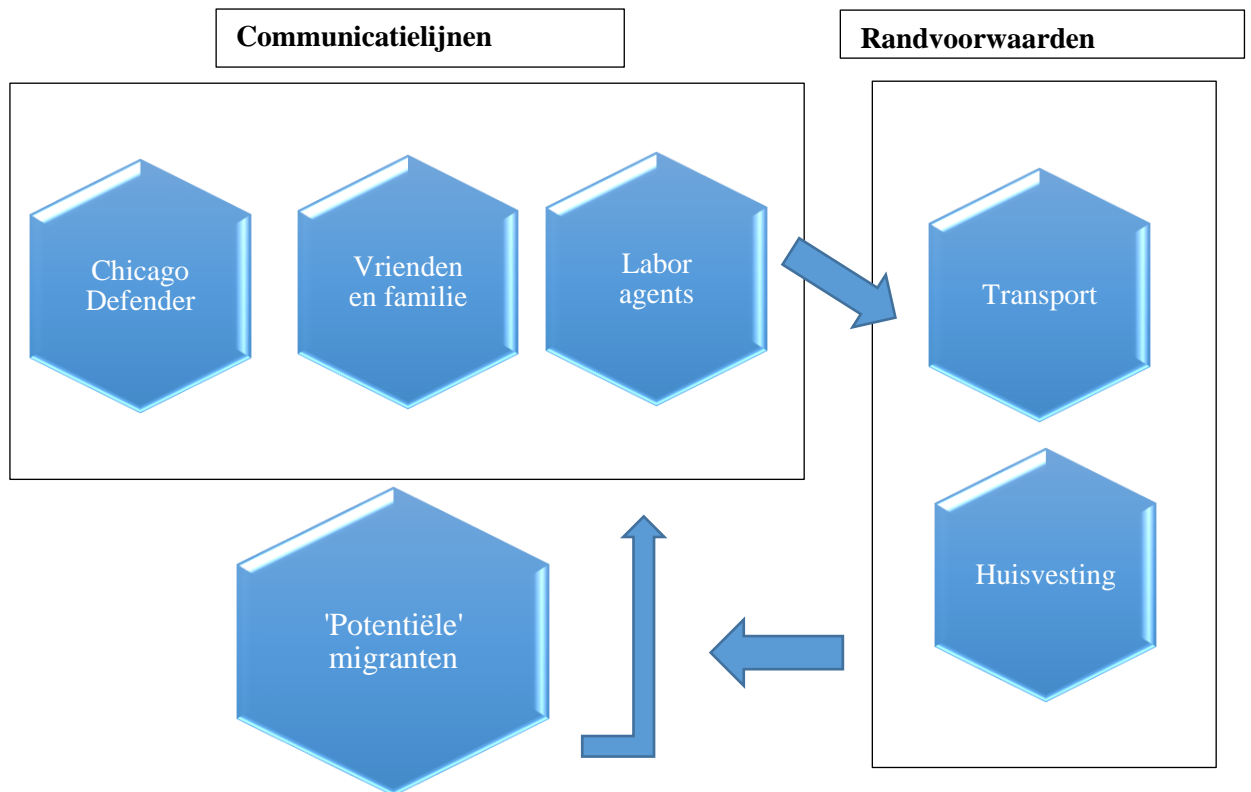 Communicatielijnen
Randvoorwaarden
Chicago
Defender
Vrienden
en familie
Labor
agents
Transport
Huisvesting
'Potentiële'
migranten